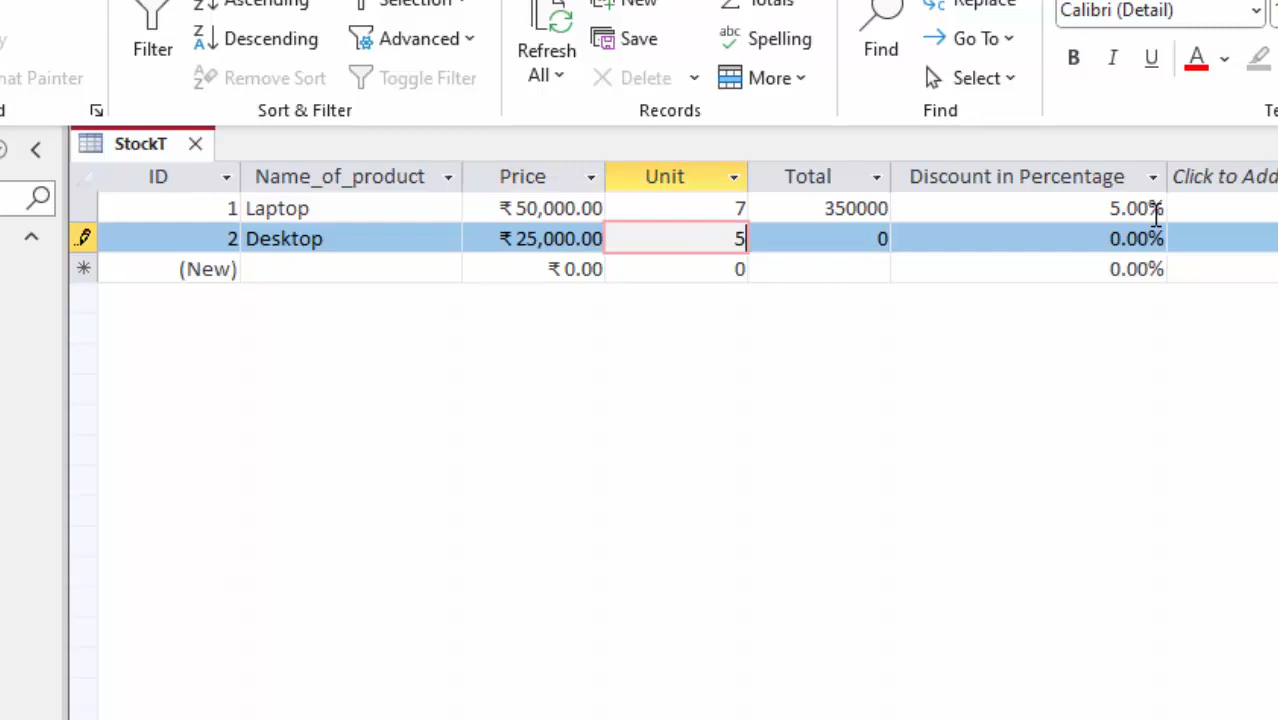 Ascending
Selection
New
Totals
Replace
Calibri (Detail)
Filter
Descending
Advanced
Refresh All
Save
abc Spelling
Find
Go To
B I U A
at Painter
Remove Sort
Toggle Filter
Delete
More
Select
Sort & Filter
Records
Find
StockT
ID Name_of_product Price Unit Total Discount in Percentage Click to Add
1 Laptop ₹ 50,000.00 7 350000 5.00%
2 Desktop ₹ 25,000.00 5 0 0.00%
(New) ₹ 0.00 0 0.00%